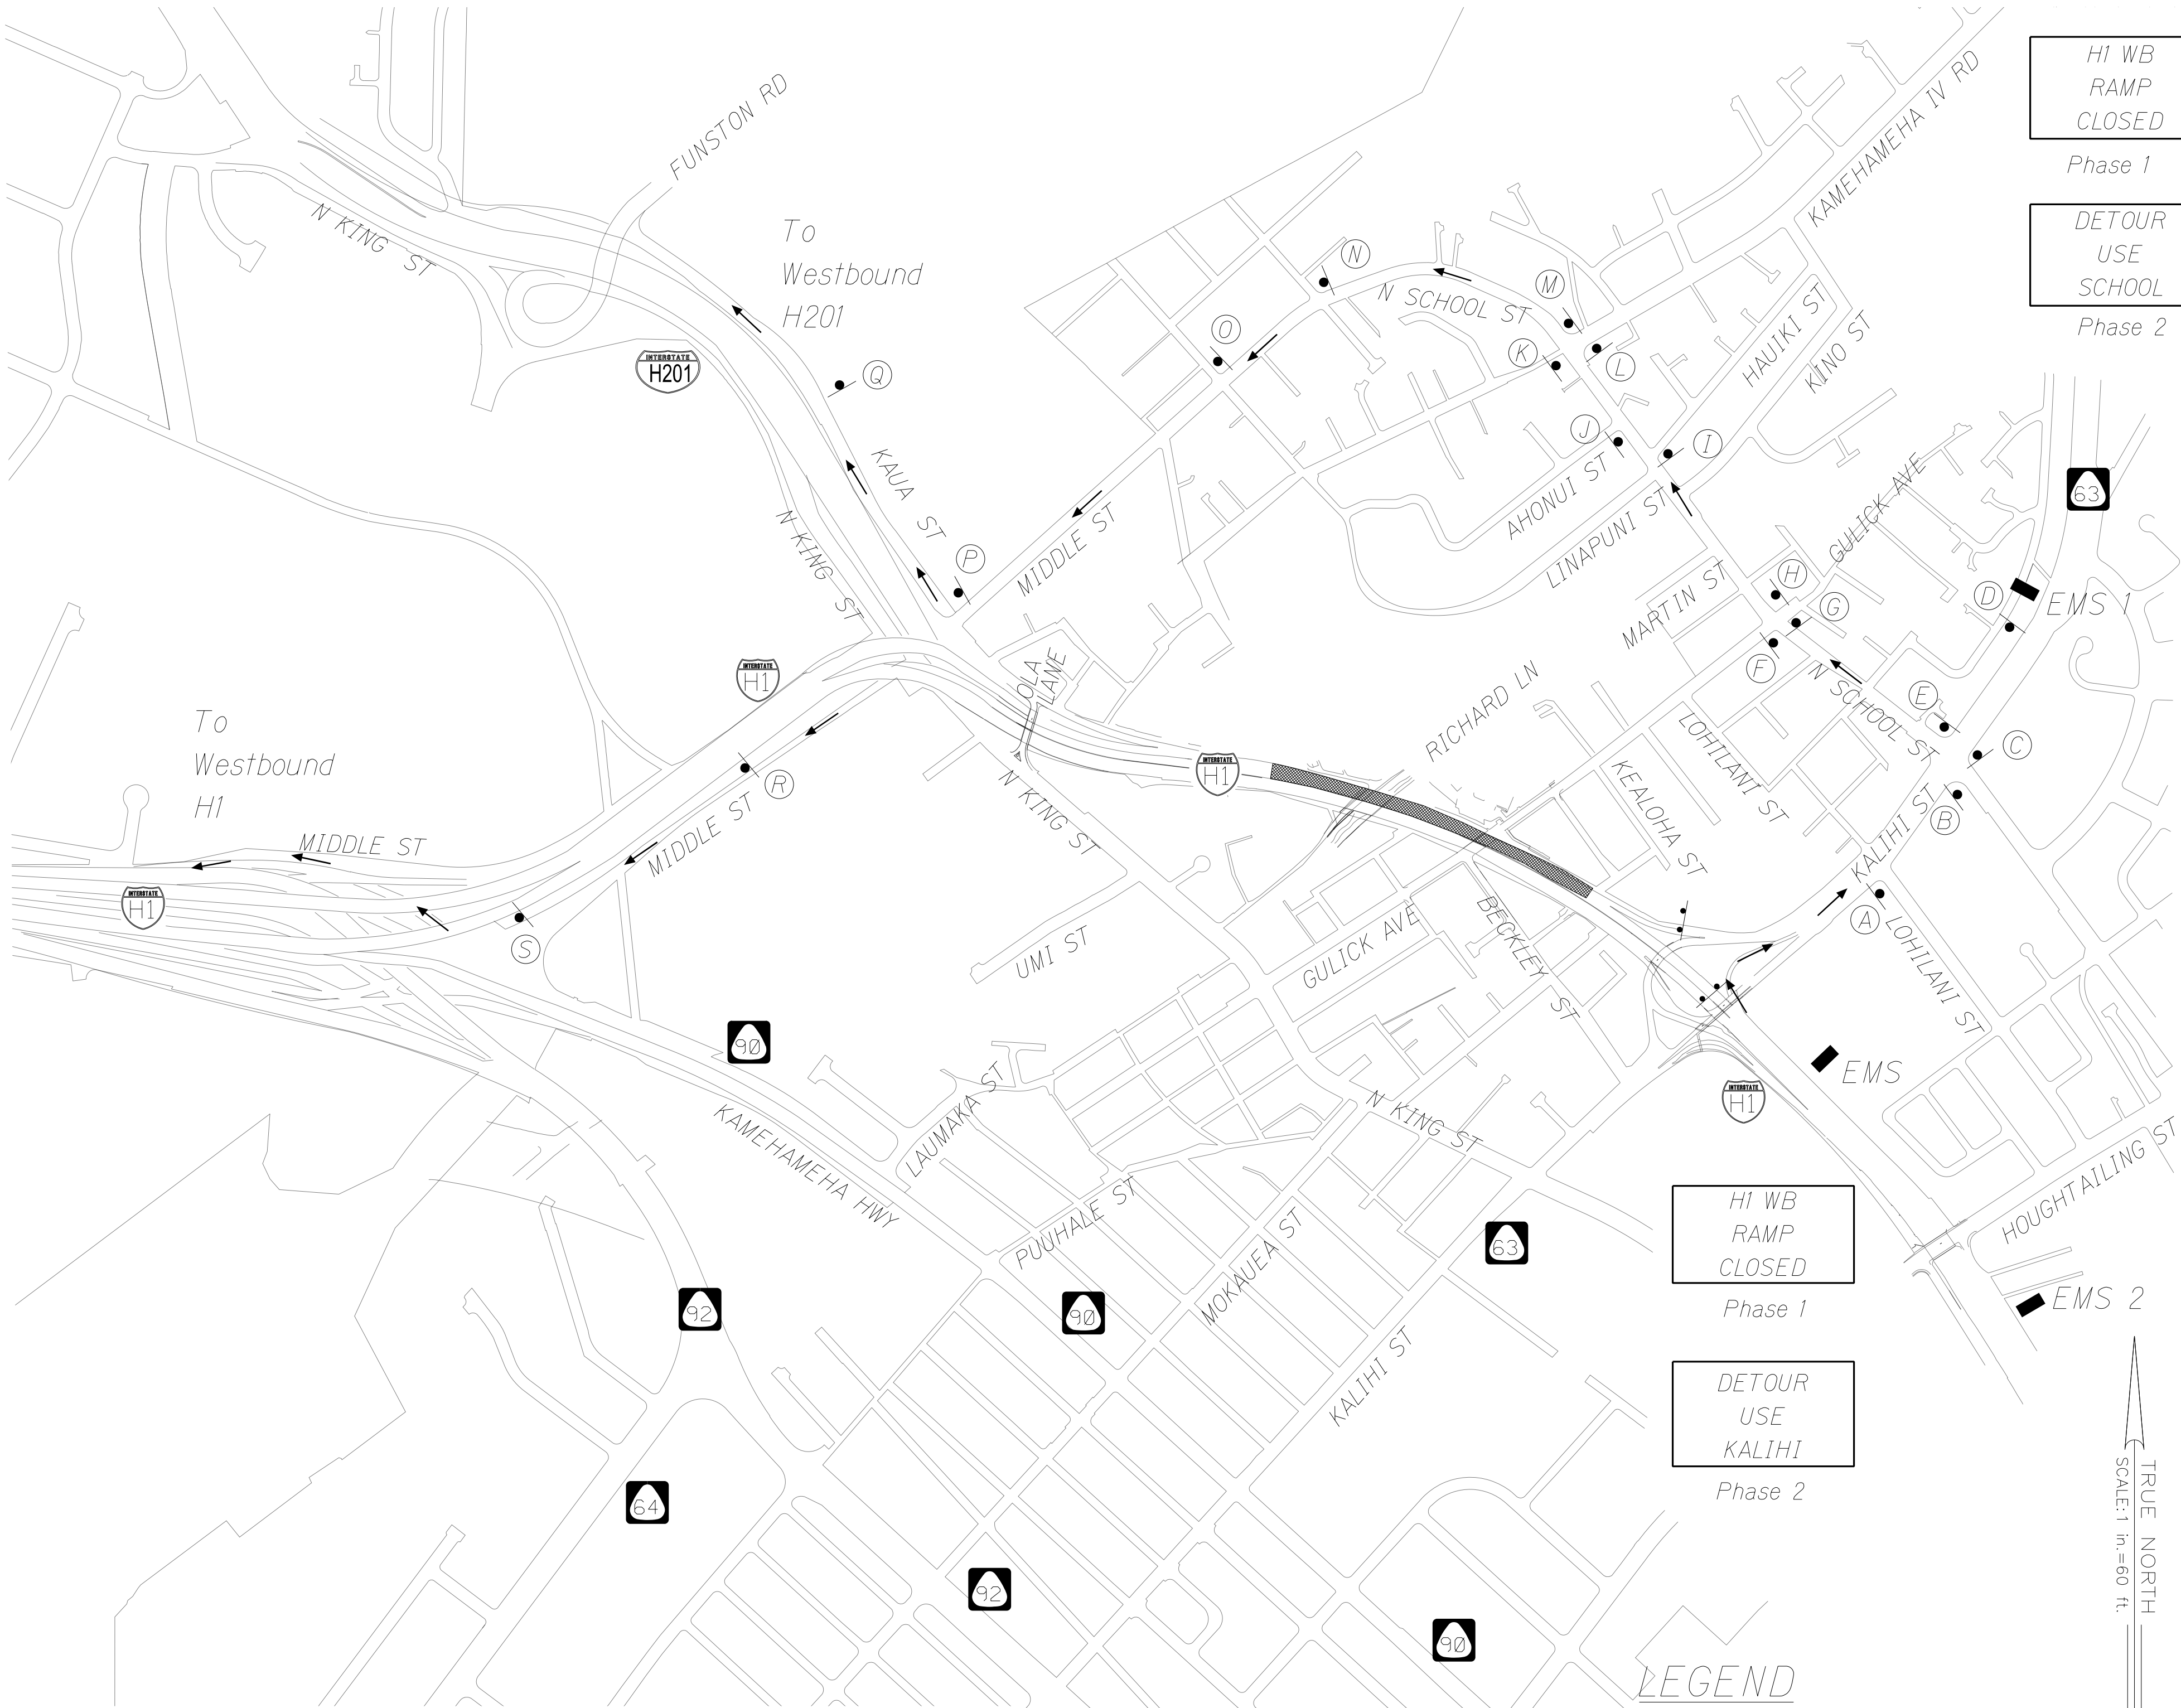 H1 WB
RAMP
CLOSED
Phase 1
DETOUR
USE
SCHOOL
Phase 2
FUNSTON RD
KAMEHAMEHA IV RD
N KING ST
To
Westbound
H201
INTERSTATE
H201
N
M
N SCHOOL ST
O
K
L
HAUIKI ST
KINO ST
Q
J
I
KAUA ST
AHONUI ST
LINAPUNI ST
GULICK AVE
63
N KING ST
P
MIDDLE ST
MARTIN ST
H
G
D
EMS 1
F
E
N SCHOOL ST
C
B
INTERSTATE
H1
OLA
LANE
RICHARD LN
LOHILANI ST
KEALOHA ST
To
Westbound
H1
R
MIDDLE ST
N KING ST
INTERSTATE
H1
KALIHI ST
A
LOHILANI ST
MIDDLE ST
INTERSTATE
H1
S
UMI ST
GULICK AVE
BECKLEY ST
90
EMS
INTERSTATE
H1
KAMEHAMEHA HWY
LAUMAKA ST
N KING ST
PUUHALE ST
MOKAUEA ST
63
HOUGHTAILING ST
H1 WB
RAMP
CLOSED
Phase 1
EMS 2
92
90
KALIHI ST
DETOUR
USE
KALIHI
Phase 2
64
92
90
TRUE NORTH
SCALE: 1 in.=60 ft.
LEGEND